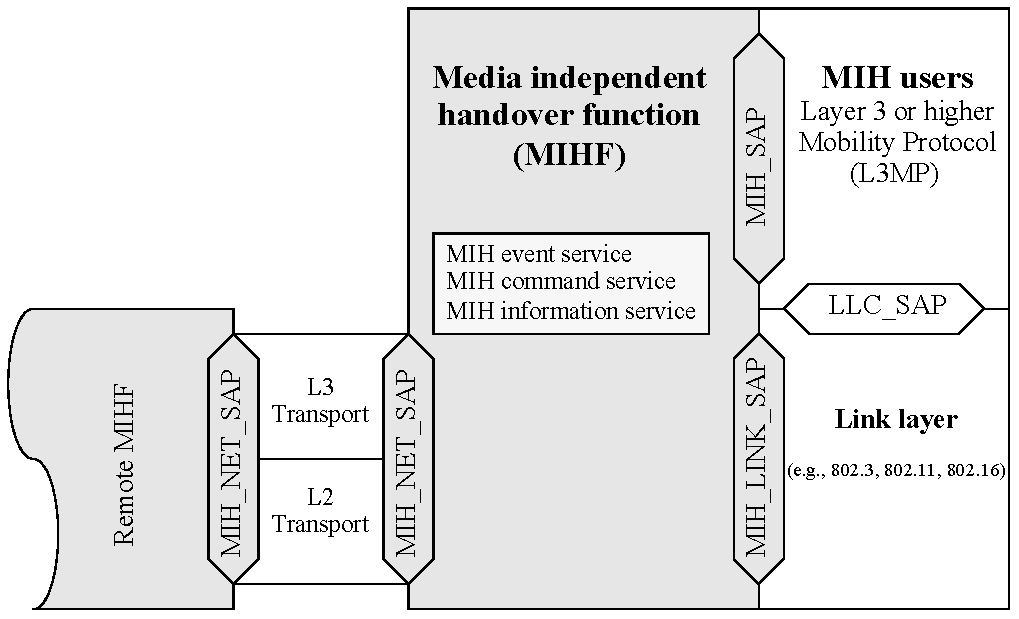 Media independent
handover function
(MIHF)
MIH event service
MIH command service
MIH information service
MIH_SAP
MIH users
Layer 3 or higher
Mobility Protocol
(L3MP)
LLC_SAP
Remote MIHF
MIH_NET_SAP
L3
Transport
L2
Transport
MIH_NET_SAP
MIH_LINK_SAP
Link layer
(e.g., 802.3, 802.11, 802.16)